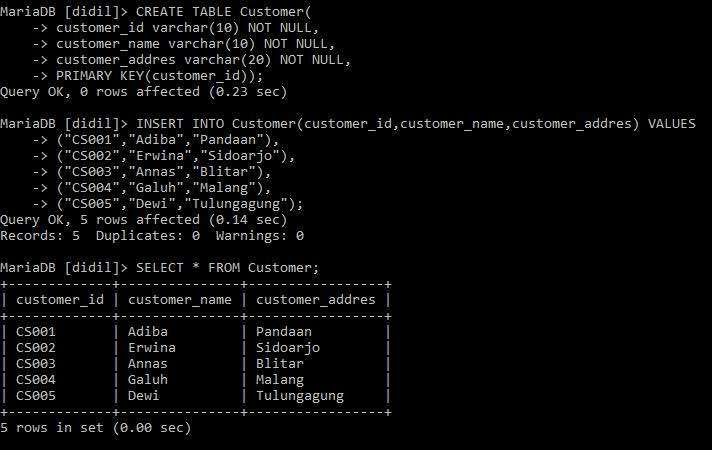 MariaDB [didil]> CREATE TABLE Customer(
    -> customer_id varchar(10) NOT NULL,
    -> customer_name varchar(10) NOT NULL,
    -> customer_addres varchar(20) NOT NULL,
    -> PRIMARY KEY(customer_id));
Query OK, 0 rows affected (0.23 sec)

MariaDB [didil]> INSERT INTO Customer(customer_id,customer_name,customer_addres) VALUES
    -> ("CS001","Adiba","Pandaan"),
    -> ("CS002","Erwina","Sidoarjo"),
    -> ("CS003","Annas","Blitar"),
    -> ("CS004","Galuh","Malang"),
    -> ("CS005","Dewi","Tulungagung");
Query OK, 5 rows affected (0.14 sec)
Records: 5  Duplicates: 0  Warnings: 0

MariaDB [didil]> SELECT * FROM Customer;
+-------------+---------------+-----------------+
| customer_id | customer_name | customer_addres |
+-------------+---------------+-----------------+
| CS001       | Adiba         | Pandaan         |
| CS002       | Erwina        | Sidoarjo        |
| CS003       | Annas         | Blitar          |
| CS004       | Galuh         | Malang          |
| CS005       | Dewi          | Tulungagung     |
+-------------+---------------+-----------------+
5 rows in set (0.00 sec)